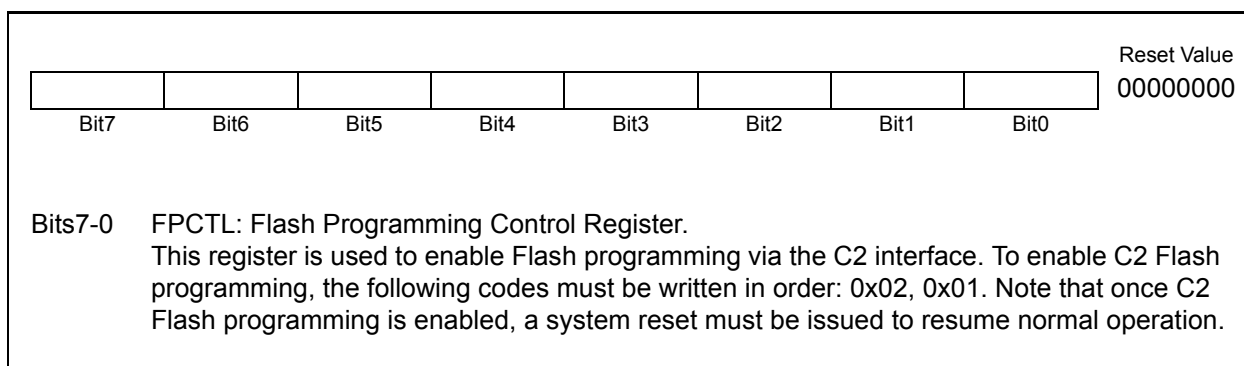 Reset Value
00000000
Bit7 Bit6 Bit5 Bit4 Bit3 Bit2 Bit1 Bit0
Bits7-0 FPCTL: Flash Programming Control Register.
This register is used to enable Flash programming via the C2 interface. To enable C2 Flash
programming, the following codes must be written in order: 0x02, 0x01. Note that once C2
Flash programming is enabled, a system reset must be issued to resume normal operation.